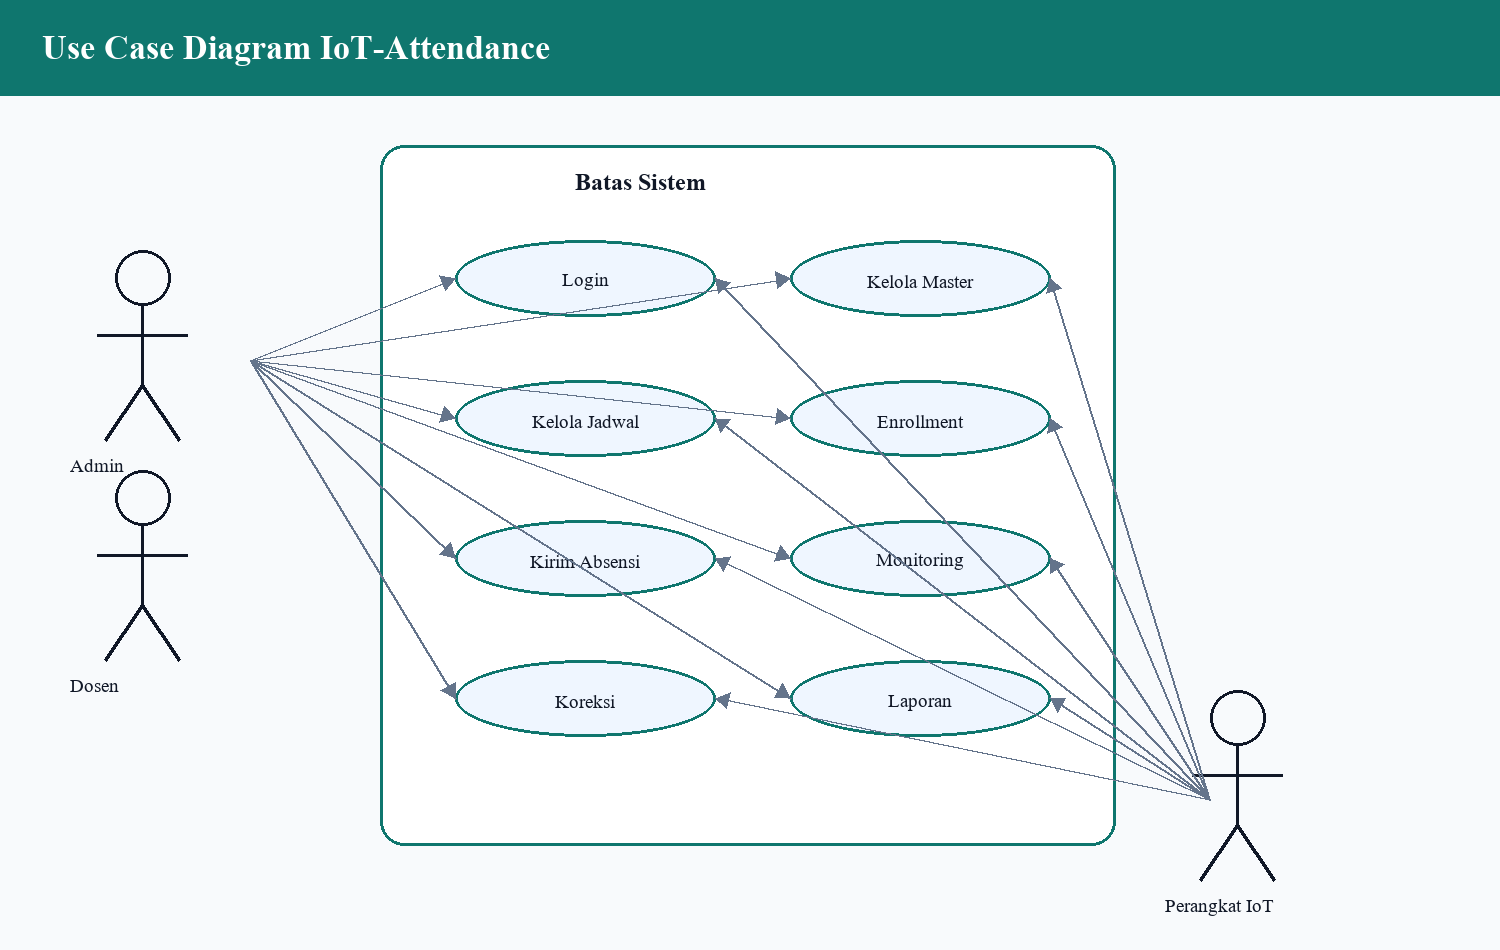 Use Case Diagram IoT-Attendance
Batas Sistem
Login
Kelola Master
Kelola Jadwal
Enrollment
Admin
Kirim Absensi
Monitoring
Dosen
Koreksi
Laporan
Perangkat IoT